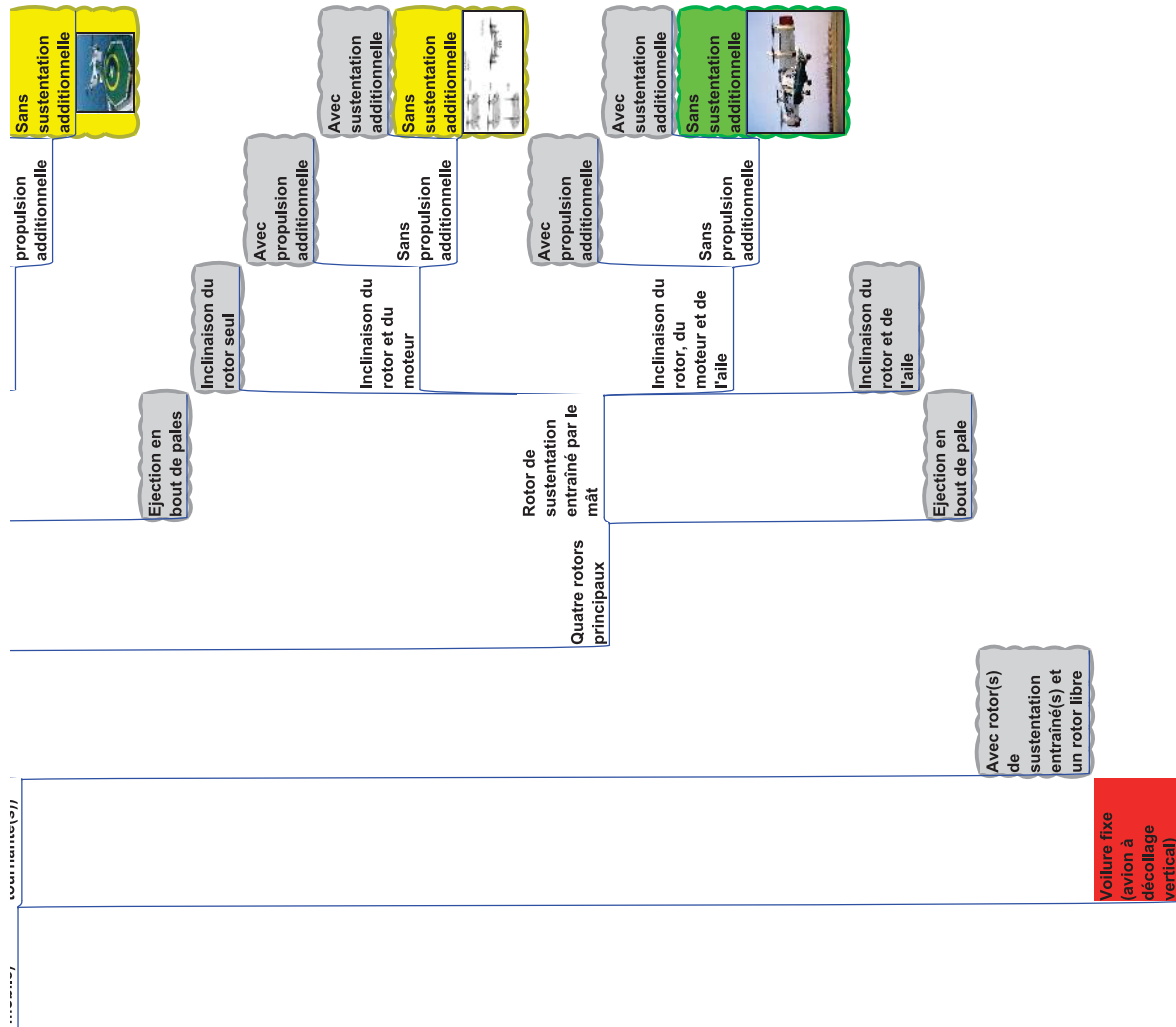 Sans
sustentation
additionnelle
propulsion
additionnelle
Ejection en
bout de pales
Inclinaison du
rotor seul
Avec
propulsion
additionnelle
Avec
sustentation
additionnelle
Sans
sustentation
additionnelle
Sans
propulsion
additionnelle
Inclinaison du
rotor et du
moteur
Rotor de
sustentation
entraîné par le
mât
Quatre rotors
principaux
Avec
propulsion
additionnelle
Avec
sustentation
additionnelle
Sans
sustentation
additionnelle
Sans
propulsion
additionnelle
Inclinaison du
rotor, du
moteur et de
l'aile
Inclinaison du
rotor et de
l'aile
Ejection en
bout de pale
Avec rotor(s)
de
sustentation
entraîné(s) et
un rotor libre
Voilure fixe
(avion à
décollage
vertical)